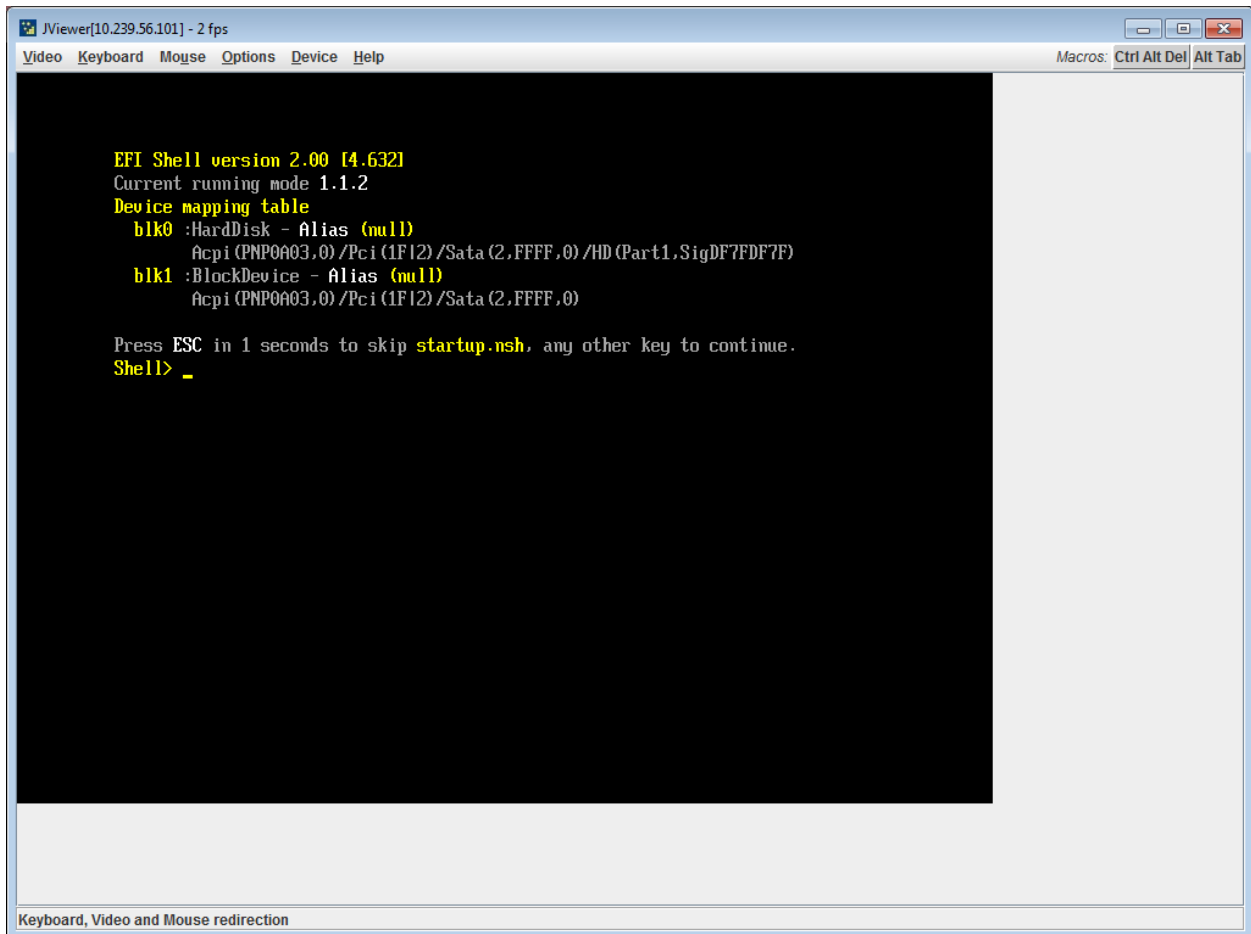 JViewer[10.239.56.101] - 2 fps
Video Keyboard Mouse Options Device Help Macros: Ctrl Alt Del Alt Tab
EFI Shell version 2.00 [4.632]
Current running mode 1.1.2
Device mapping table
blk0 :HardDisk - Alias (null)
Acpi(PNP0A03,0)/Pci(1F|2)/Sata(2,FFFF,0)/HD(Part1,SigDF7FDF7F)
blk1 :BlockDevice - Alias (null)
Acpi(PNP0A03,0)/Pci(1F|2)/Sata(2,FFFF,0)
Press ESC in 1 seconds to skip startup.nsh, any other key to continue.
Shell> _
Keyboard, Video and Mouse redirection